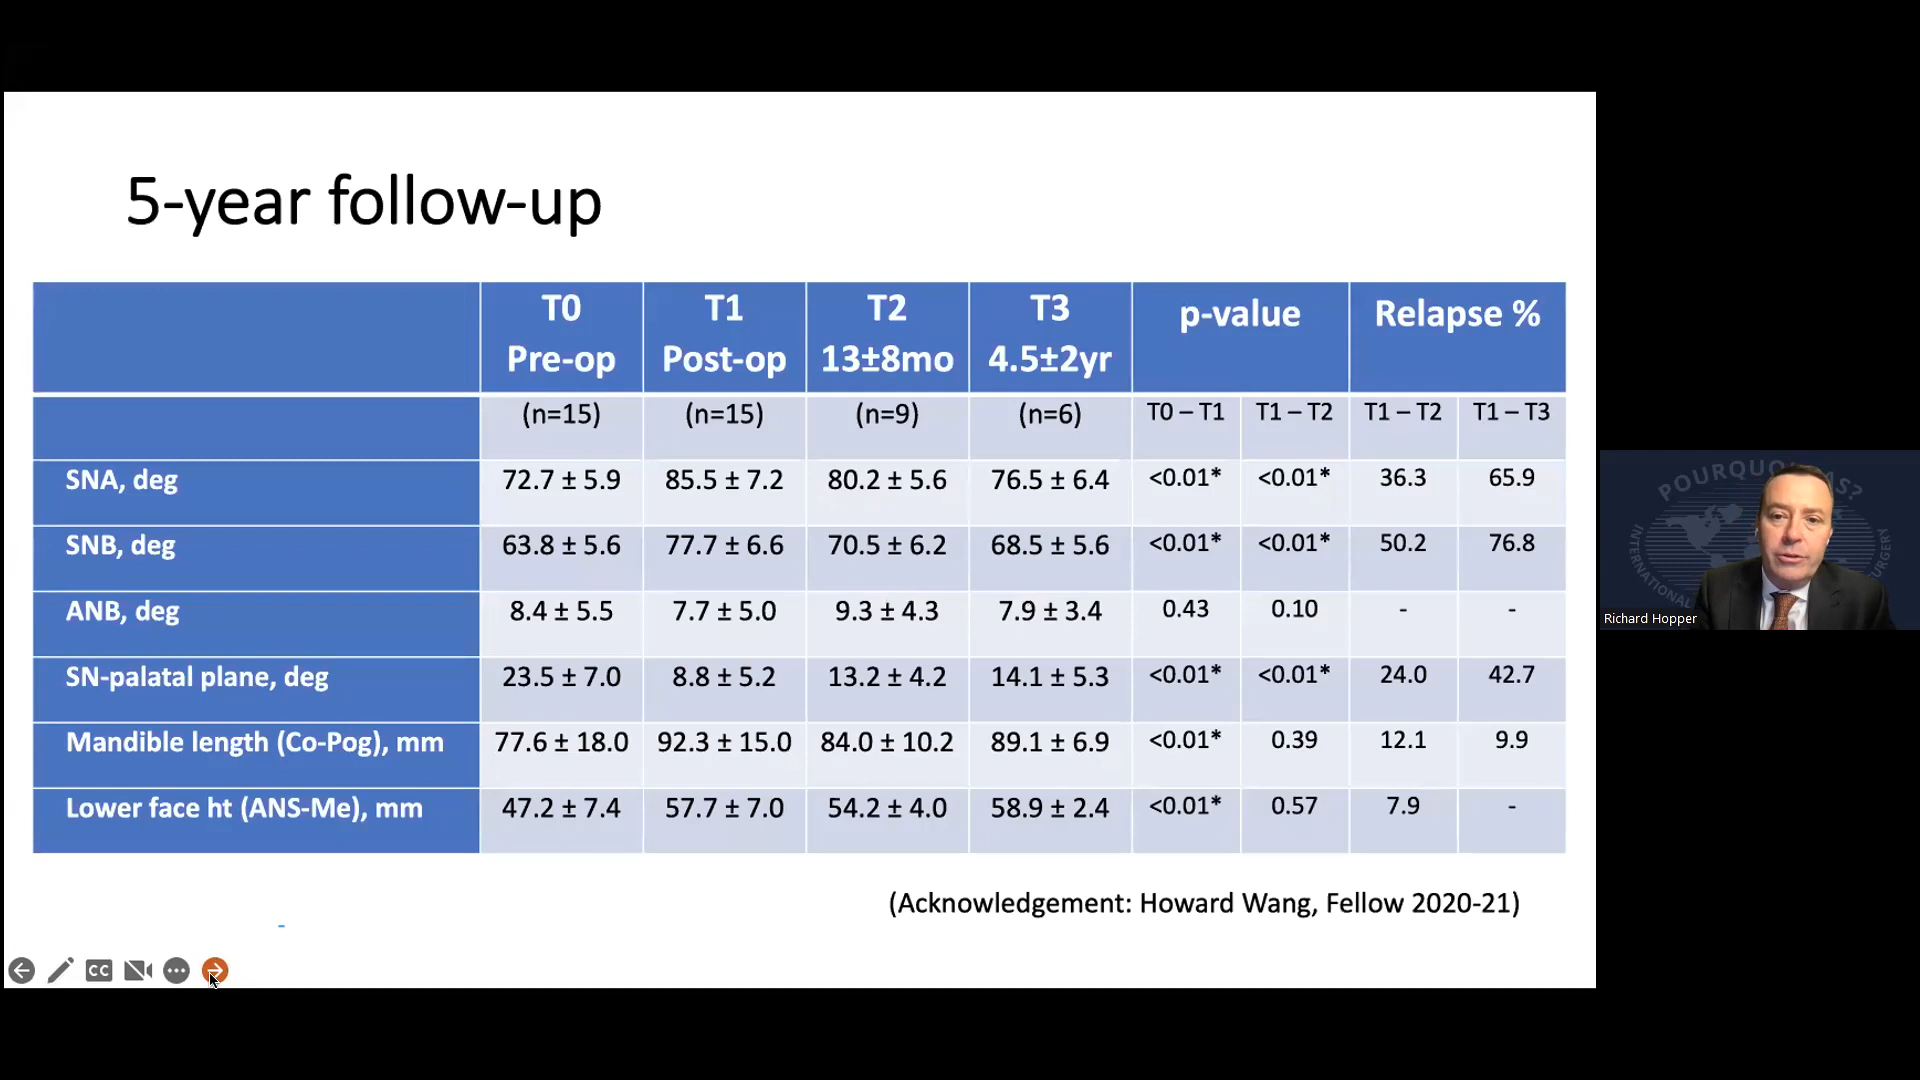 5-year follow-up
T0 T1 T2 T3 p-value Relapse %
Pre-op Post-op 13±8mo 4.5±2yr
(n=15) (n=15) (n=9) (n=6) T0 – T1 T1 – T2 T1 – T2 T1 – T3
SNA, deg 72.7 ± 5.9 85.5 ± 7.2 80.2 ± 5.6 76.5 ± 6.4 <0.01* <0.01* 36.3 65.9
SNB, deg 63.8 ± 5.6 77.7 ± 6.6 70.5 ± 6.2 68.5 ± 5.6 <0.01* <0.01* 50.2 76.8
ANB, deg 8.4 ± 5.5 7.7 ± 5.0 9.3 ± 4.3 7.9 ± 3.4 0.43 0.10 - -
SN-palatal plane, deg 23.5 ± 7.0 8.8 ± 5.2 13.2 ± 4.2 14.1 ± 5.3 <0.01* <0.01* 24.0 42.7
Mandible length (Co-Pog), mm 77.6 ± 18.0 92.3 ± 15.0 84.0 ± 10.2 89.1 ± 6.9 <0.01* 0.39 12.1 9.9
Lower face ht (ANS-Me), mm 47.2 ± 7.4 57.7 ± 7.0 54.2 ± 4.0 58.9 ± 2.4 <0.01* 0.57 7.9 -
(Acknowledgement: Howard Wang, Fellow 2020-21)
CC
INTERNATIONAL
Richard Hopper